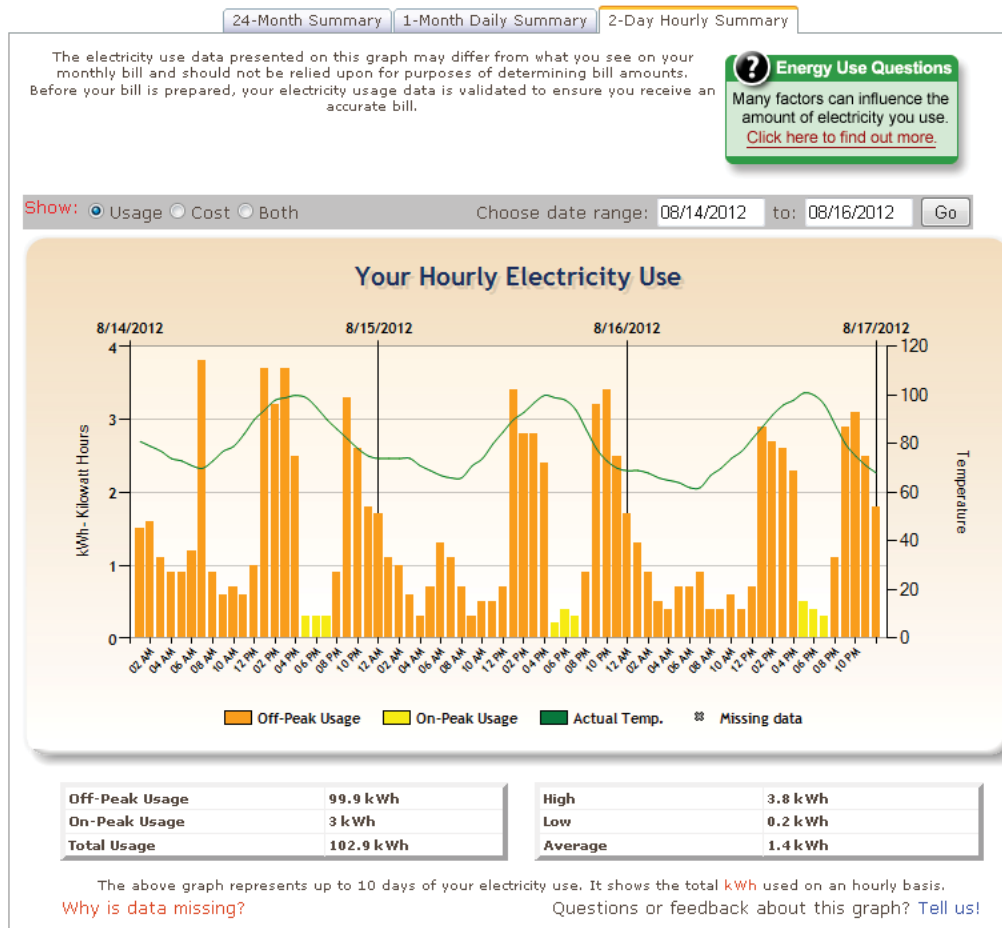 24-Month Summary
1-Month Daily Summary
2-Day Hourly Summary
The electricity use data presented on this graph may differ from what you see on your
monthly bill and should not be relied upon for purposes of determining bill amounts.
Before your bill is prepared, your electricity usage data is validated to ensure you receive an
accurate bill.
? Energy Use Questions
Many factors can influence the
amount of electricity you use.
Click here to find out more.
Show: Usage Cost Both
Choose date range: 08/14/2012 to: 08/16/2012 Go
Your Hourly Electricity Use
8/14/2012 8/15/2012 8/16/2012 8/17/2012
kWh- Kilowatt Hours
4
3
2
1
0
120
100
80
60
40
20
0
Temperature
02 AM 04 AM 06 AM 08 AM 10 AM 12 PM 02 PM 04 PM 06 PM 08 PM 10 PM 12 AM 02 AM 04 AM 06 AM 08 AM 10 AM 12 PM 02 PM 04 PM 06 PM 08 PM 10 PM 12 AM 02 AM 04 AM 06 AM 08 AM 10 AM 12 PM 02 PM 04 PM 06 PM 08 PM 10 PM
Off-Peak Usage On-Peak Usage Actual Temp. Missing data
Off-Peak Usage 99.9 kWh
On-Peak Usage 3 kWh
Total Usage 102.9 kWh
High 3.8 kWh
Low 0.2 kWh
Average 1.4 kWh
The above graph represents up to 10 days of your electricity use. It shows the total kWh used on an hourly basis.
Why is data missing?
Questions or feedback about this graph? Tell us!